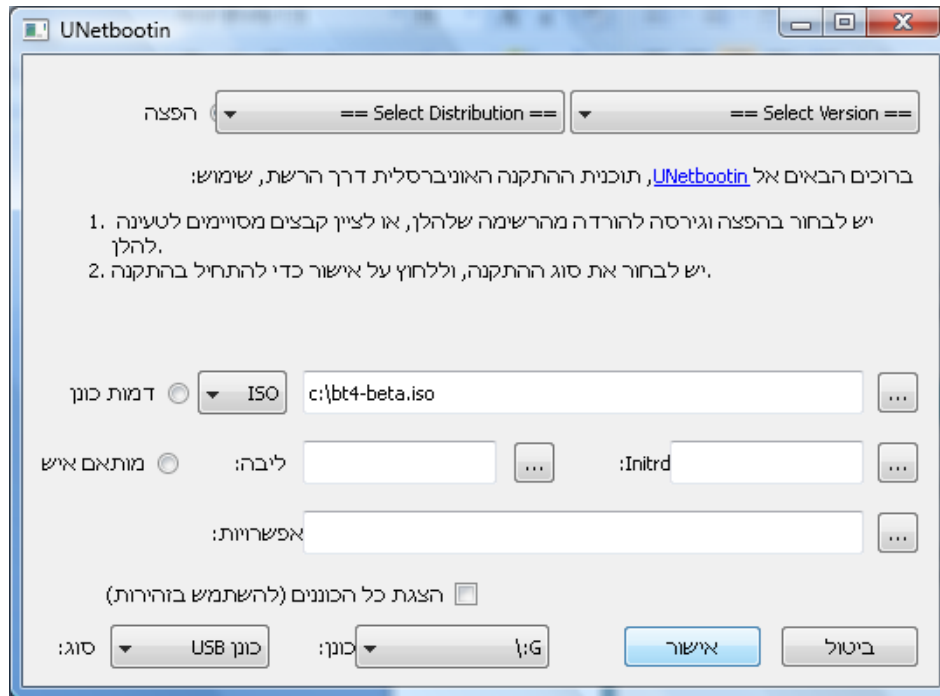 UNetbootin
הפצה == Select Distribution == == Select Version ==
ברוכים הבאים אל UNetbootin, תוכנית ההתקנה האוניברסלית דרך הרשת, שימוש:
1. יש לבחור בהפצה וגירסה להורדה מהרשימה שלהלן, או לציין קבצים מסויימים לטעינה
להלן.
2. יש לבחור את סוג ההתקנה, וללחוץ על אישור כדי להתחיל בהתקנה.
דמות כונן ISO c:\bt4-beta.iso ...
מותאם איש ליבה: ... Initrd: ...
אפשרויות: ...
הצגת כל הכוננים (להשתמש בזהירות)
סוג: כונן USB כונן: G:\ אישור ביטול